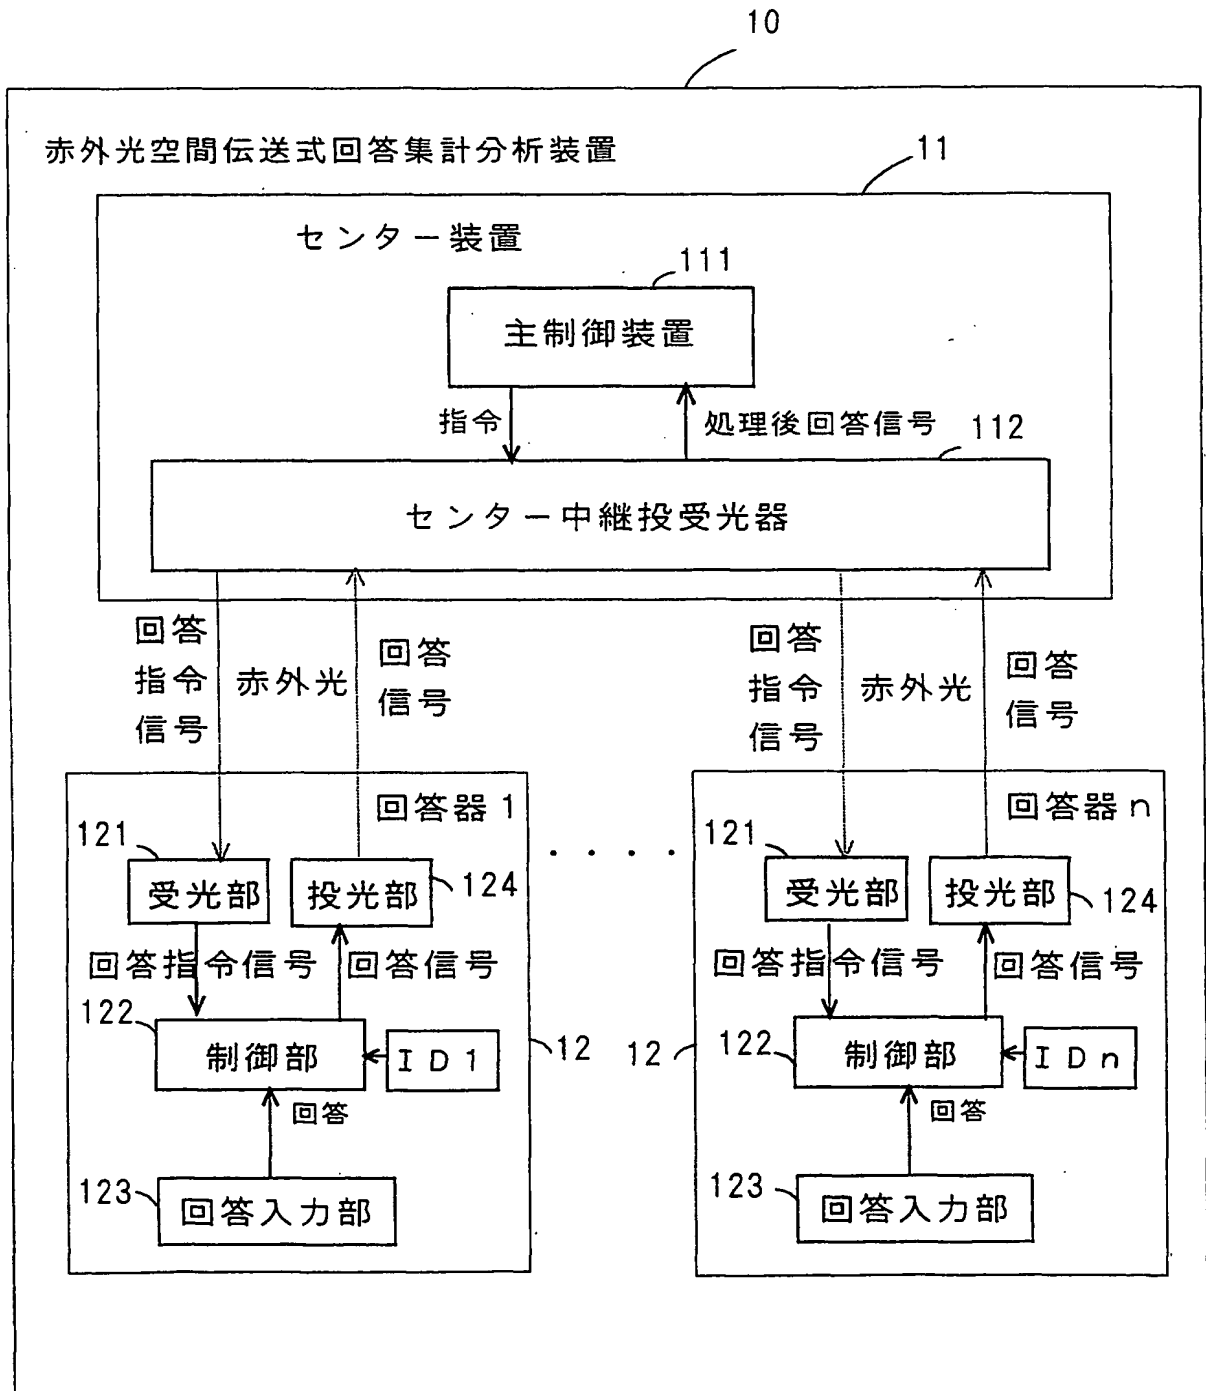 10
赤外光空間伝送式回答集計分析装置
11
センター装置
111
主制御装置
指令
処理後回答信号
112
センター中継投受光器
回答
指令
信号
赤外光
回答
信号
回答
指令
信号
赤外光
回答
信号
回答器1
121
受光部
投光部
124
回答指令信号
回答信号
122
制御部
ID1
12
回答
123
回答入力部
・・・・
回答器n
121
受光部
投光部
124
回答指令信号
回答信号
12
122
制御部
IDn
回答
123
回答入力部